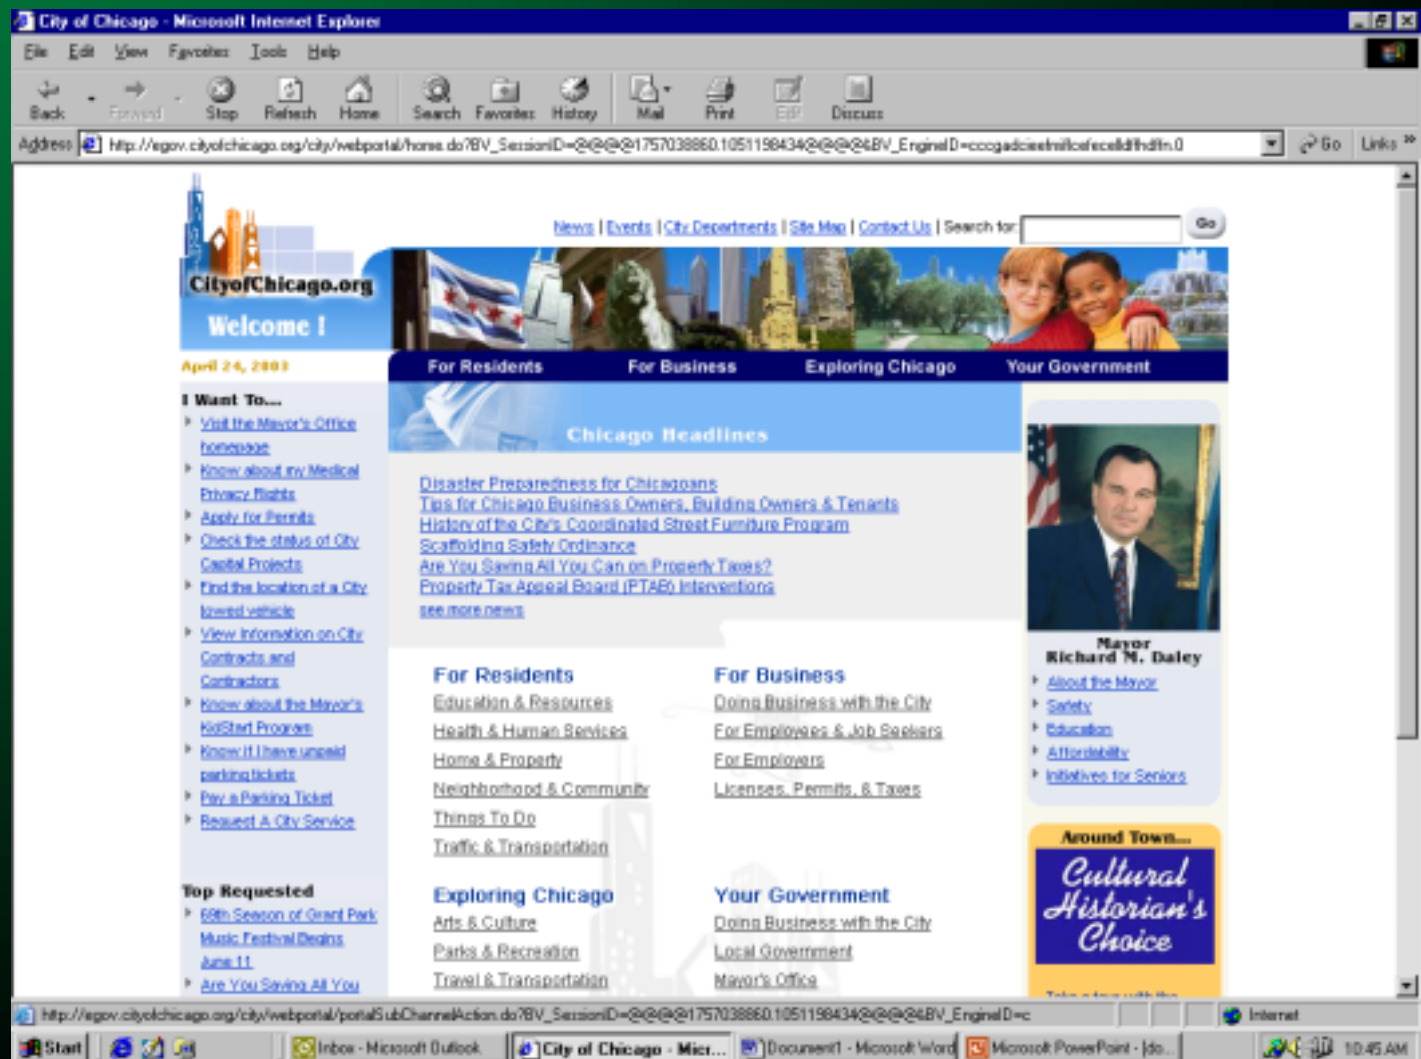 City of Chicago - Microsoft Internet Explorer
File Edit View Favorites Tools Help
Back Forward Stop Refresh Home Search Favorites History Mail Print Edit Discuss
Address Go Links »
News | Events | City Departments | Site Map | Contact Us | Search for: Go
CityofChicago.org
Welcome !
April 24, 2003
For Residents For Business Exploring Chicago Your Government
I Want To...
Visit the Mayor's Office
homepage
Know about my Medical
Privacy Rights
Apply for Permits
Check the status of City
Capital Projects
Find the location of a City
towed vehicle
View Information on City
Contracts and
Contractors
Know about the Mayor's
KidStart Program
Know if I have unpaid
parking tickets
Pay a Parking Ticket
Request A City Service
Top Requested
69th Season of Grant Park
Music Festival Begins
June 11
Are You Saving All You
Chicago Headlines
Disaster Preparedness for Chicagoans
Tips for Chicago Business Owners, Building Owners & Tenants
History of the City's Coordinated Street Furniture Program
Scaffolding Safety Ordinance
Are You Saving All You Can on Property Taxes?
Property Tax Appeal Board (PTAB) Interventions
see more news
For Residents
Education & Resources
Health & Human Services
Home & Property
Neighborhood & Community
Things To Do
Traffic & Transportation
For Business
Doing Business with the City
For Employees & Job Seekers
For Employers
Licenses, Permits, & Taxes
Exploring Chicago
Arts & Culture
Parks & Recreation
Travel & Transportation
Your Government
Doing Business with the City
Local Government
Mayor's Office
Mayor
Richard M. Daley
About the Mayor
Safety
Education
Affordability
Initiatives for Seniors
Around Town...
Cultural
Historian's
Choice
Take a tour with the
Internet
Start Inbox - Microsoft Outlook City of Chicago - Micr... Document1 - Microsoft Word Microsoft PowerPoint - [do... 10:45 AM